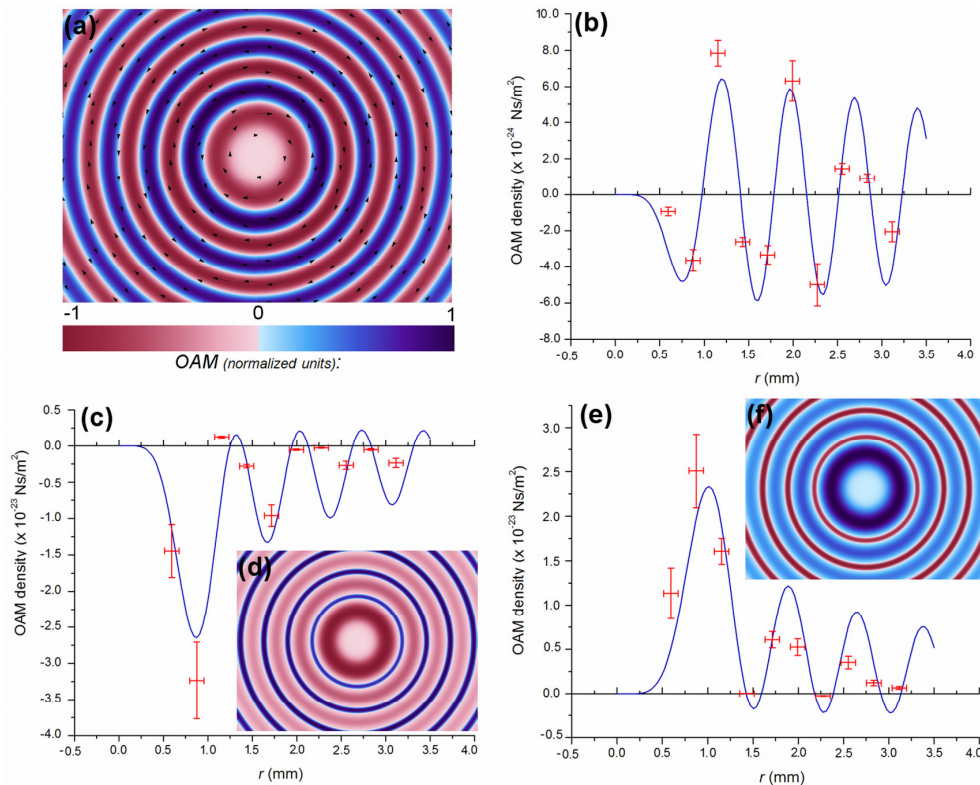 (a)
-1 0 1
OAM (normalized units):
(b)
10.0
8.0
6.0
4.0
2.0
0.0
-2.0
-4.0
-6.0
-8.0
OAM density (x 10⁻²⁴ Ns/m²)
-0.5 0.0 0.5 1.0 1.5 2.0 2.5 3.0 3.5 4.0
r (mm)
(c)
0.5
0.0
-0.5
-1.0
-1.5
-2.0
-2.5
-3.0
-3.5
-4.0
OAM density (x 10⁻²³ Ns/m²)
(d)
-0.5 0.0 0.5 1.0 1.5 2.0 2.5 3.0 3.5 4.0
r (mm)
(e)
(f)
3.0
2.5
2.0
1.5
1.0
0.5
0.0
-0.5
OAM density (x 10⁻²³ Ns/m²)
-0.5 0.0 0.5 1.0 1.5 2.0 2.5 3.0 3.5 4.0
r (mm)